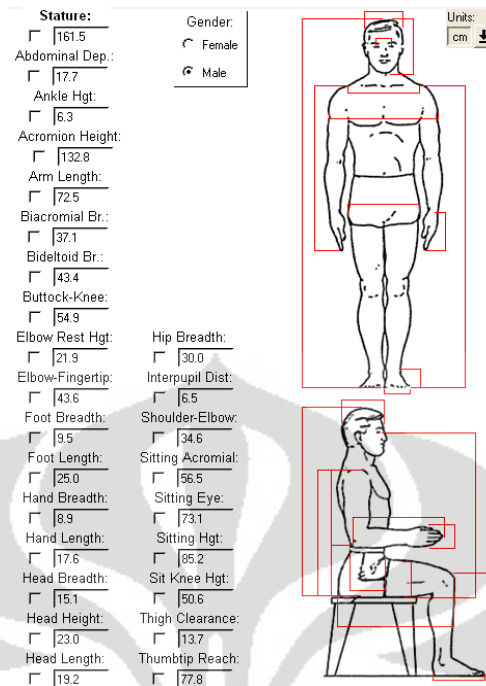 Stature:
161.5
Abdominal Dep.:
17.7
Ankle Hgt:
6.3
Acromion Height:
132.8
Arm Length:
72.5
Biacromial Br.:
37.1
Bideltoid Br.:
43.4
Buttock-Knee:
54.9
Elbow Rest Hgt:
21.9
Elbow-Fingertip:
43.6
Foot Breadth:
9.5
Foot Length:
25.0
Hand Breadth:
8.9
Hand Length:
17.6
Head Breadth:
15.1
Head Height:
23.0
Head Length:
19.2
Hip Breadth:
30.0
Interpupil Dist:
6.5
Shoulder-Elbow:
34.6
Sitting Acromial:
56.5
Sitting Eye:
73.1
Sitting Hgt:
85.2
Sit Knee Hgt:
50.6
Thigh Clearance:
13.7
Thumbtip Reach:
77.8
Gender:
Female
Male
Units:
cm